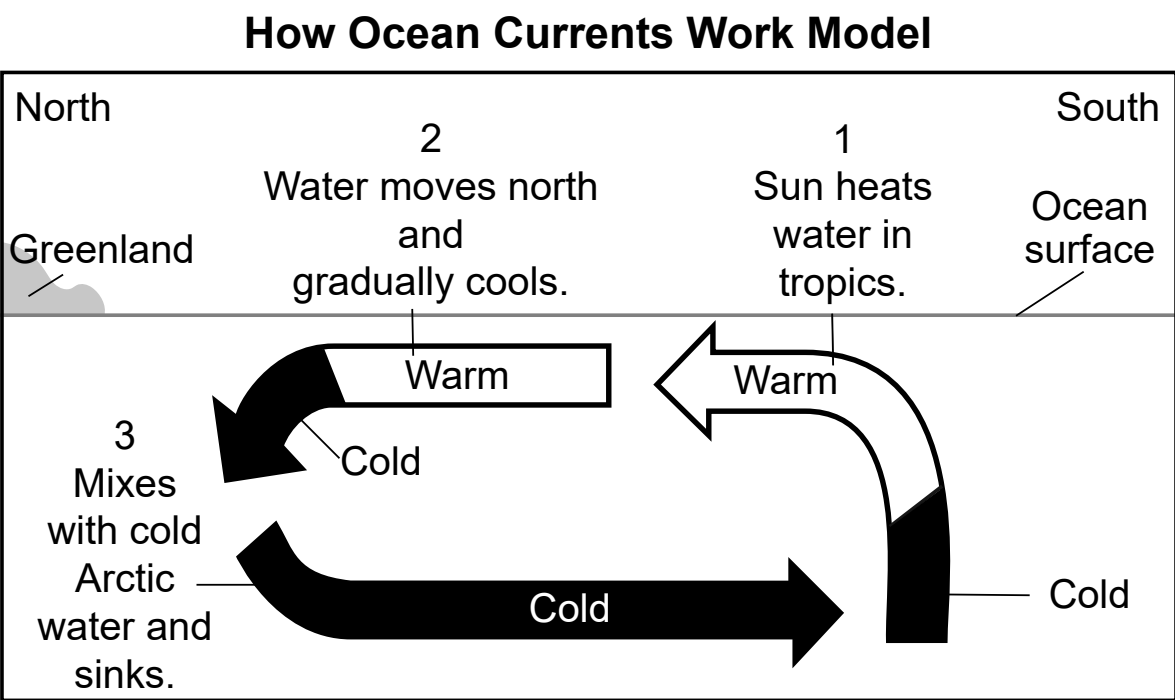 How Ocean Currents Work Model
North
South
2
Water moves north
and
gradually cools.
1
Sun heats
water in
tropics.
Ocean
surface
Greenland
Warm
Warm
Cold
3
Mixes
with cold
Arctic
water and
sinks.
Cold
Cold